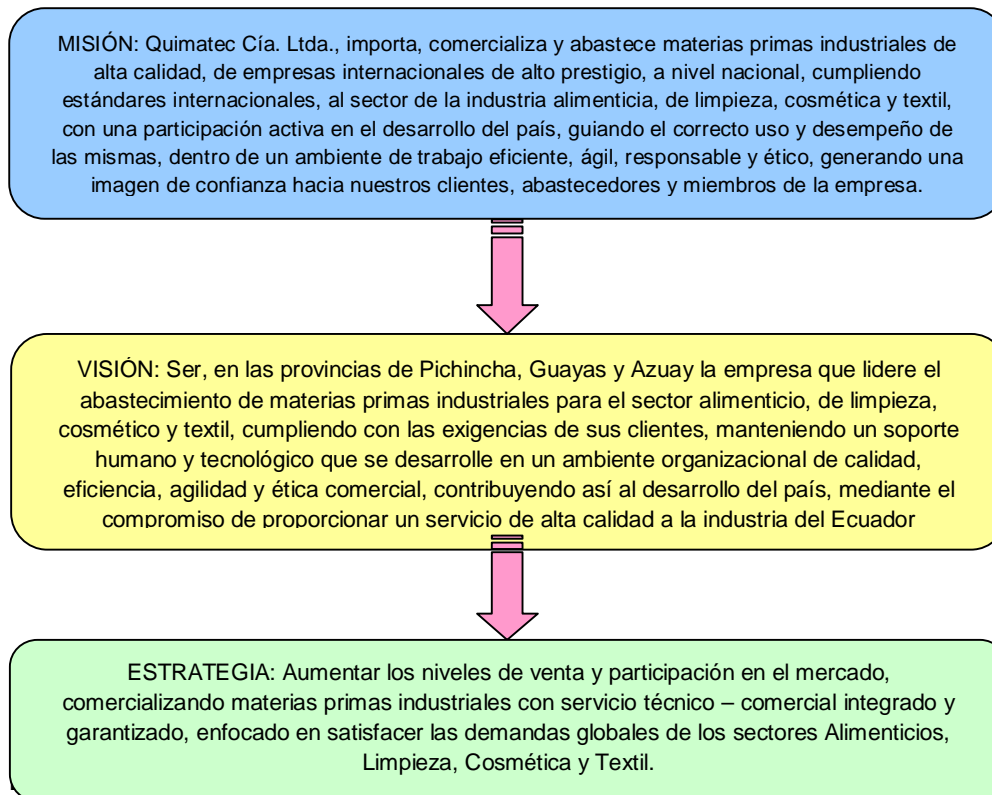 MISIÓN: Quimatec Cía. Ltda., importa, comercializa y abastece materias primas industriales de
alta calidad, de empresas internacionales de alto prestigio, a nivel nacional, cumpliendo
estándares internacionales, al sector de la industria alimenticia, de limpieza, cosmética y textil,
con una participación activa en el desarrollo del país, guiando el correcto uso y desempeño de
las mismas, dentro de un ambiente de trabajo eficiente, ágil, responsable y ético, generando una
imagen de confianza hacia nuestros clientes, abastecedores y miembros de la empresa.
VISIÓN: Ser, en las provincias de Pichincha, Guayas y Azuay la empresa que lidere el
abastecimiento de materias primas industriales para el sector alimenticio, de limpieza,
cosmético y textil, cumpliendo con las exigencias de sus clientes, manteniendo un soporte
humano y tecnológico que se desarrolle en un ambiente organizacional de calidad,
eficiencia, agilidad y ética comercial, contribuyendo así al desarrollo del país, mediante el
compromiso de proporcionar un servicio de alta calidad a la industria del Ecuador
ESTRATEGIA: Aumentar los niveles de venta y participación en el mercado,
comercializando materias primas industriales con servicio técnico – comercial integrado y
garantizado, enfocado en satisfacer las demandas globales de los sectores Alimenticios,
Limpieza, Cosmética y Textil.